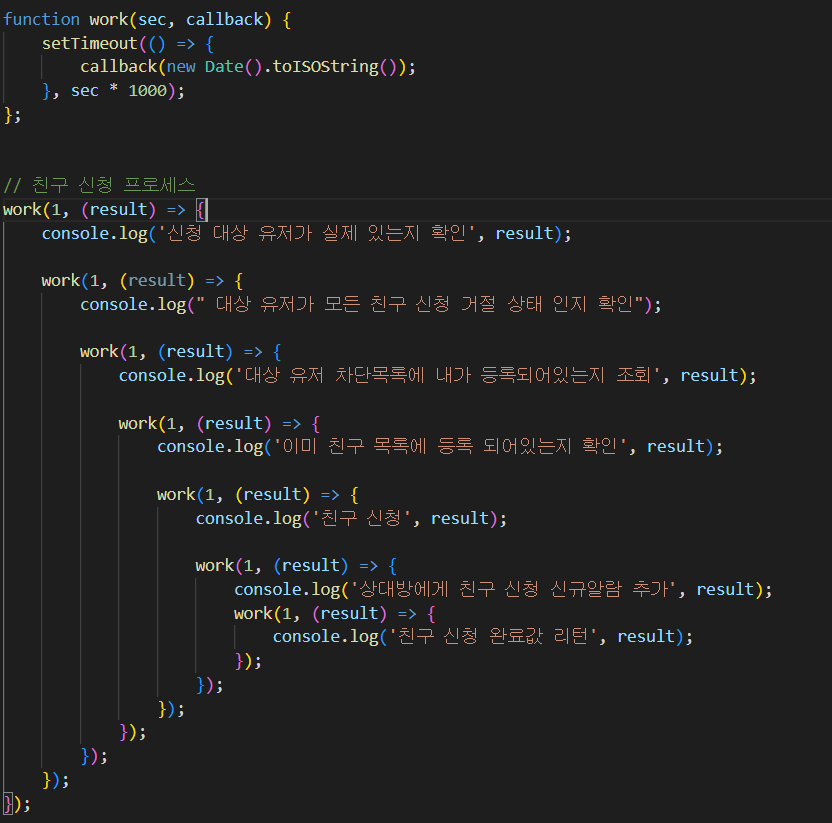 function work(sec, callback) {
    setTimeout(() => {
        callback(new Date().toISOString());
    }, sec * 1000);
};
// 친구 신청 프로세스
work(1, (result) => {
    console.log('신청 대상 유저가 실제 있는지 확인', result);
    work(1, (result) => {
        console.log(" 대상 유저가 모든 친구 신청 거절 상태 인지 확인");
        work(1, (result) => {
            console.log('대상 유저 차단목록에 내가 등록되어있는지 조회', result);
            work(1, (result) => {
                console.log('이미 친구 목록에 등록 되어있는지 확인', result);
                work(1, (result) => {
                    console.log('친구 신청', result);
                    work(1, (result) => {
                        console.log('상대방에게 친구 신청 신규알람 추가', result);
                        work(1, (result) => {
                            console.log('친구 신청 완료값 리턴', result);
                        });
                    });
                });
            });
        });
    });
});